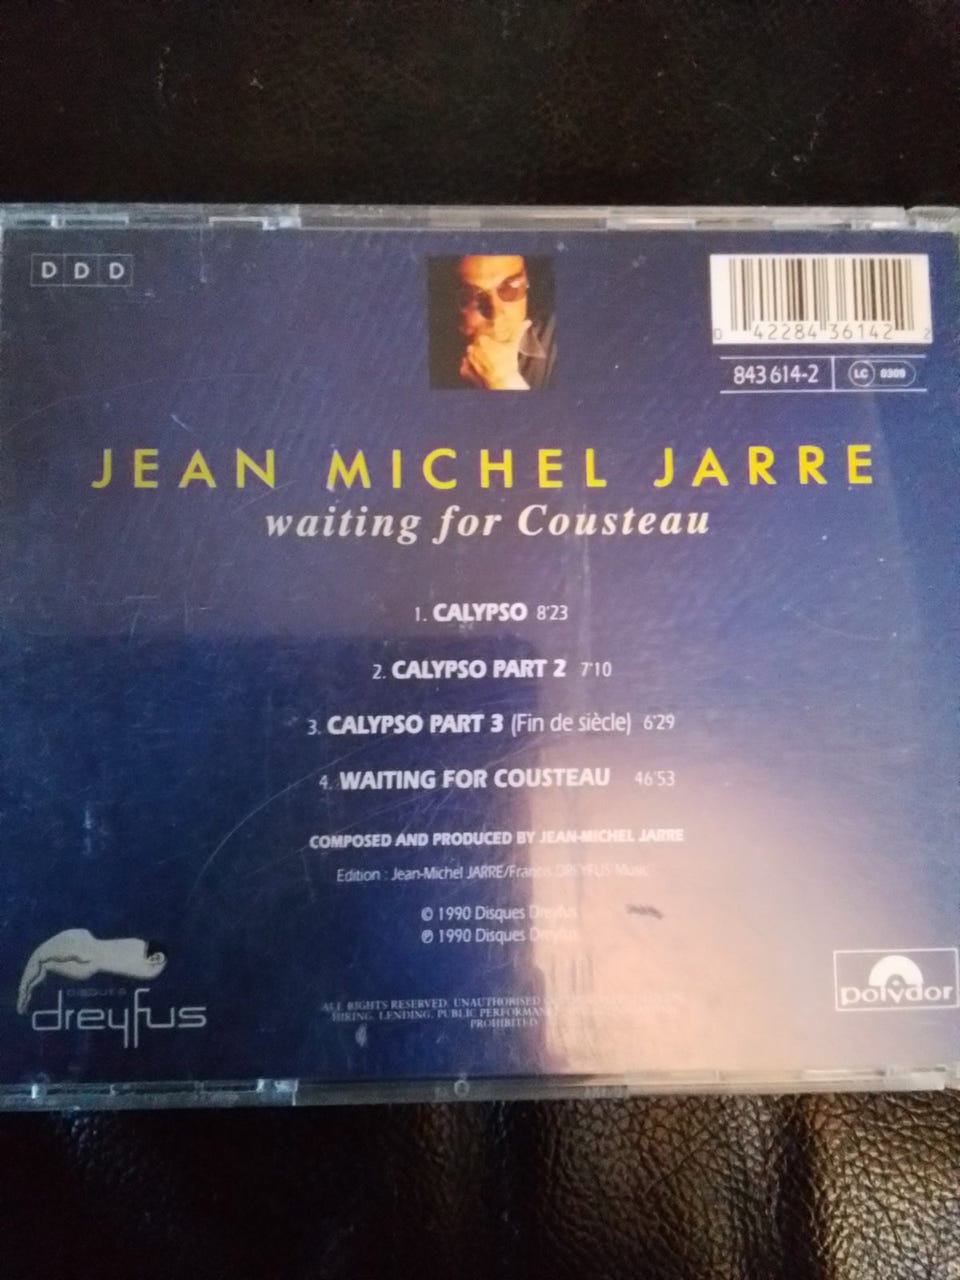 D D D
0 42284 36142 2
843 614-2 LC 0309
JEAN MICHEL JARRE
waiting for Cousteau
1. CALYPSO 8'23
2. CALYPSO PART 2 7'10
3. CALYPSO PART 3 (Fin de siècle) 6'29
4. WAITING FOR COUSTEAU 46'53
COMPOSED AND PRODUCED BY JEAN-MICHEL JARRE
Edition : Jean-Michel JARRE/Francis DREYFUS Music
© 1990 Disques Dreyfus
℗ 1990 Disques Dreyfus
DISQUES
dreyfus
polydor
ALL RIGHTS RESERVED. UNAUTHORISED
HIRING, LENDING, PUBLIC PERFORMANCE
PROHIBITED